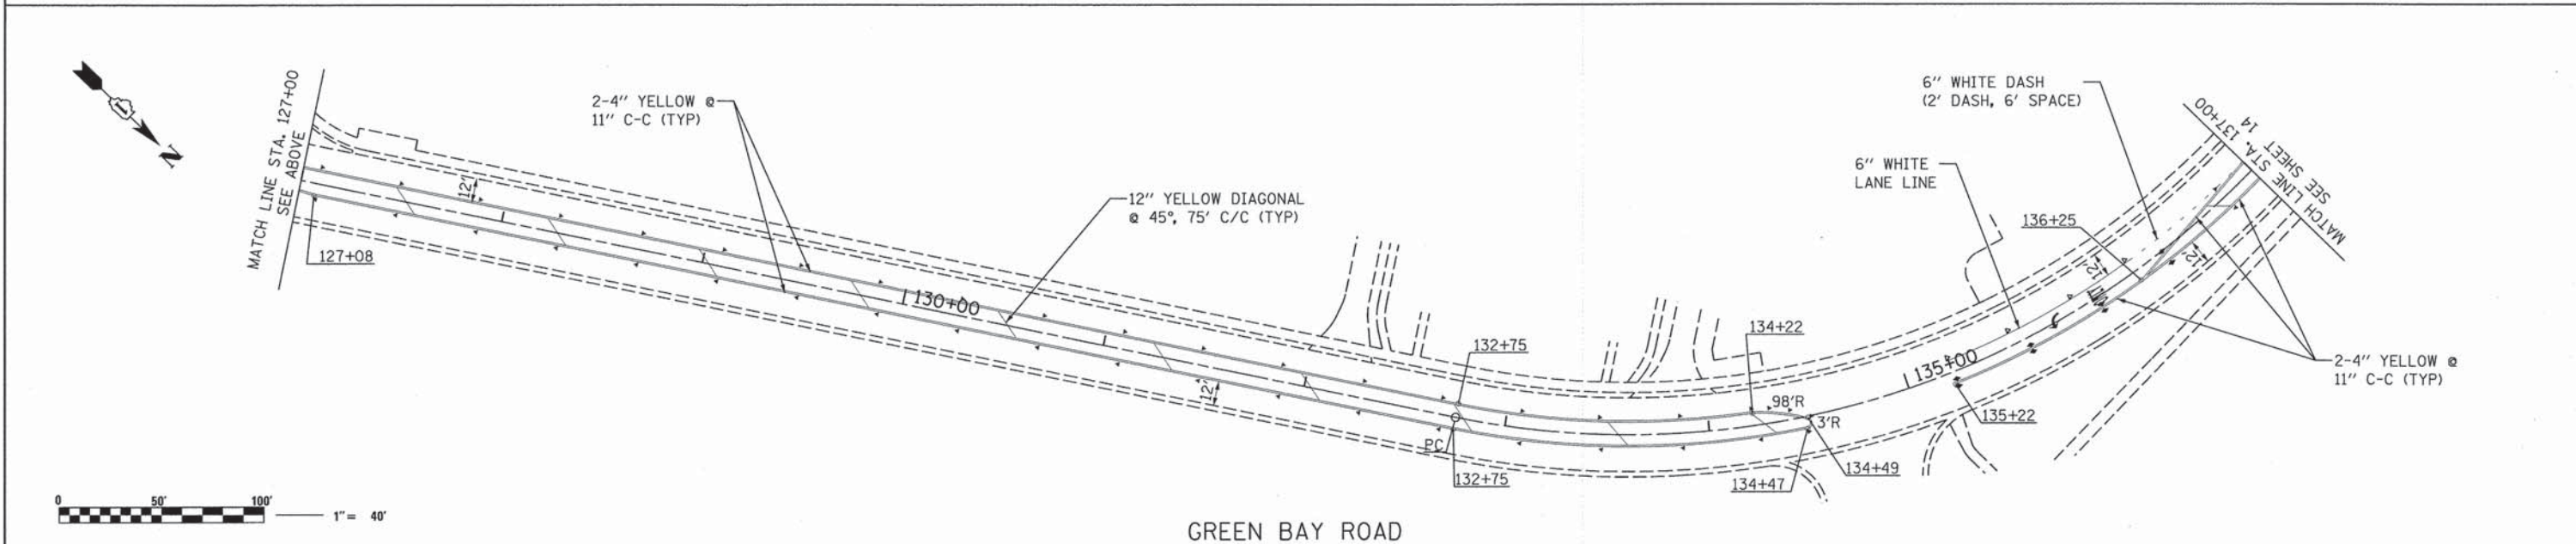 MATCH LINE STA. 127+00
SEE ABOVE
N
127+08
12'
2-4" YELLOW @
11" C-C (TYP)
130+00
12" YELLOW DIAGONAL
@ 45°, 75' C/C (TYP)
12'
132+75
PC
132+75
134+22
98'R
3'R
134+49
134+47
135+00
135+22
6" WHITE
LANE LINE
6" WHITE DASH
(2' DASH, 6' SPACE)
136+25
12'
12'
2-4" YELLOW @
11" C-C (TYP)
MATCH LINE STA. 137+00
SEE SHEET 14
0 50' 100'
1"= 40'
GREEN BAY ROAD